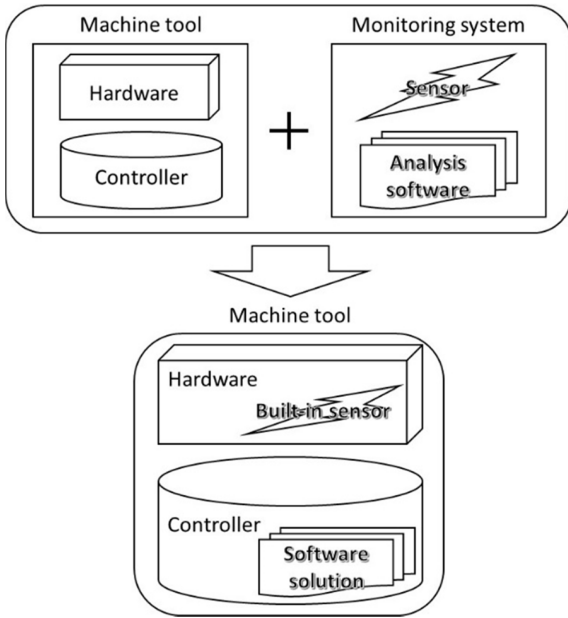 Machine tool
Monitoring system
Hardware
Sensor
Controller
Analysis
software
Machine tool
Hardware
Built-in sensor
Controller
Software
solution